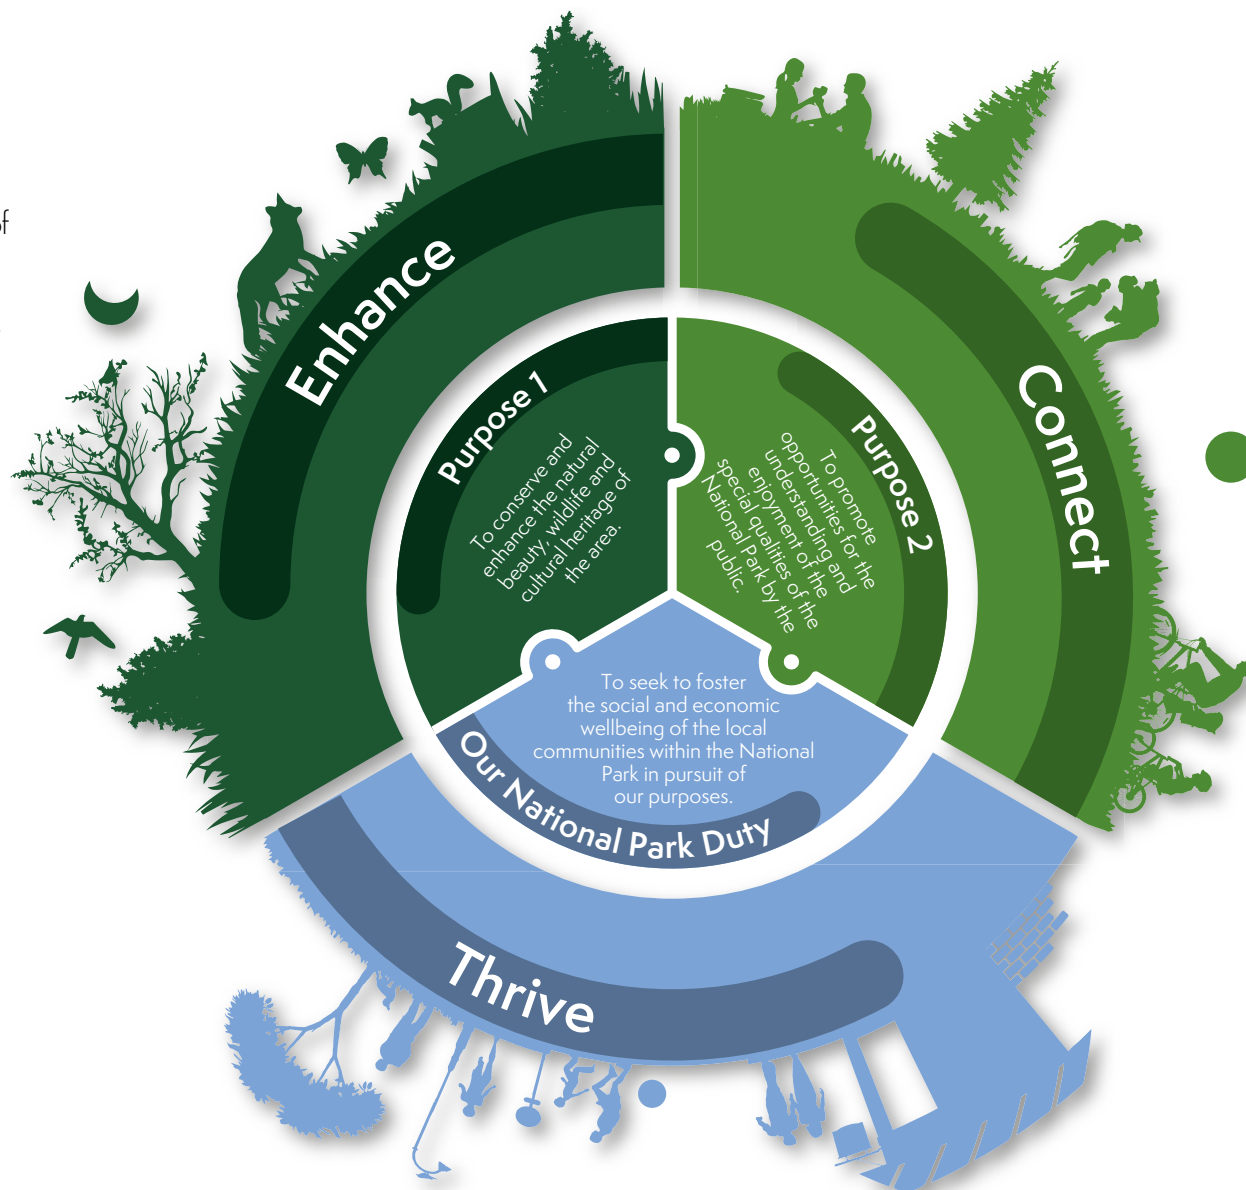 of
Enhance
Purpose 1
To conserve and
enhance the natural
beauty, wildlife and
cultural heritage of
the area.
Connect
Purpose 2
To promote
opportunities for the
understanding and
enjoyment of the
special qualities of the
National Park by the
public.
To seek to foster
the social and economic
wellbeing of the local
communities within the National
Park in pursuit of
our purposes.
Our National Park Duty
Thrive